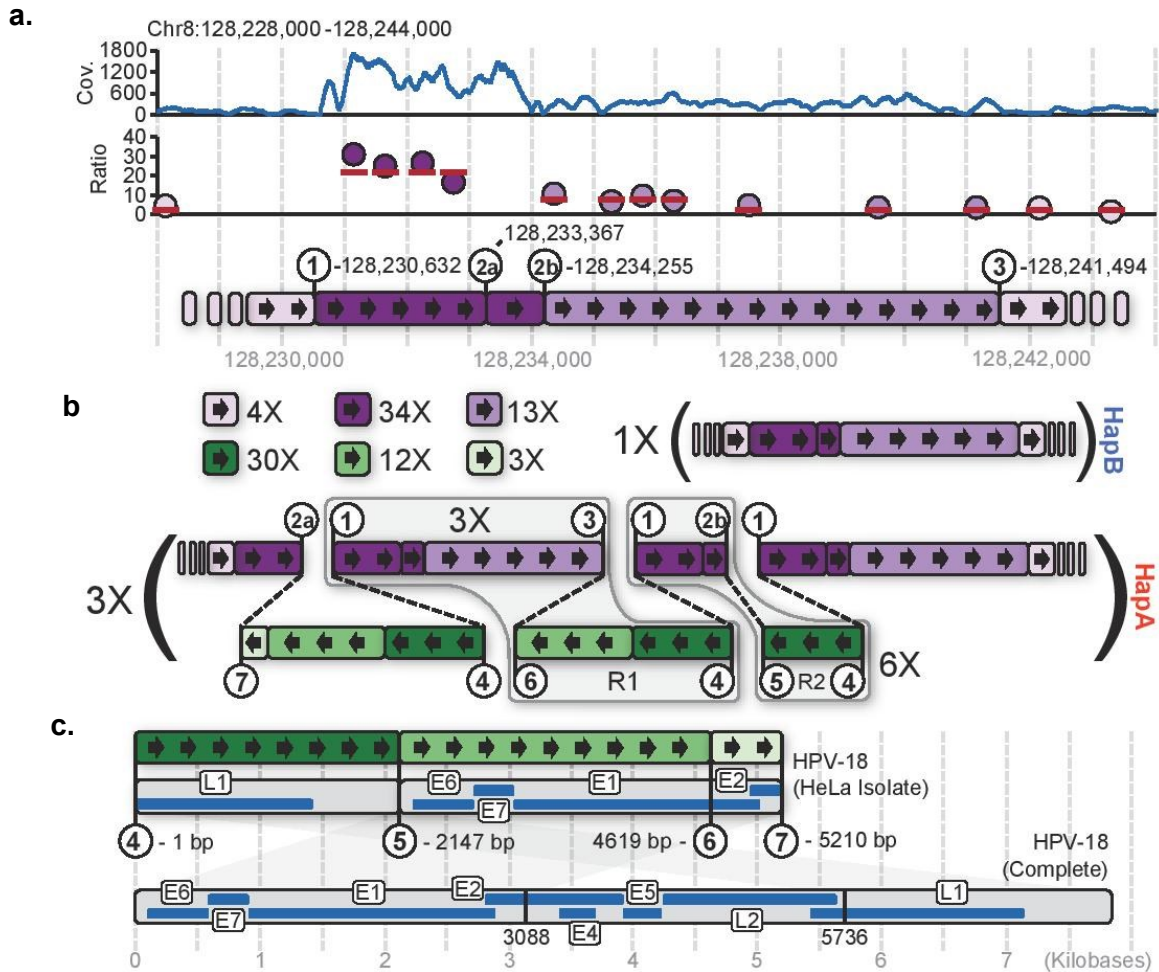 a.
Chr8:128,228,000 -128,244,000
Cov.
1800
1200
600
0
Ratio
40
30
20
10
0
128,233,367
1 -128,230,632 2a 2b -128,234,255 3 -128,241,494
128,230,000 128,234,000 128,238,000 128,242,000
b
4X 34X 13X
30X 12X 3X
1X ( ) HapB
2a 1 3X 3 1 2b 1
3X ( ) HapA
7 4 6 R1 4 5 R2 4 6X
c.
L1 E6 E7 E1 E2
HPV-18
(HeLa Isolate)
4 - 1 bp 5 - 2147 bp 4619 bp - 6 7 - 5210 bp
HPV-18
(Complete)
E6 E7 E1 E2 E4 E5 L2 L1
3088 5736
0 1 2 3 4 5 6 7 (Kilobases)